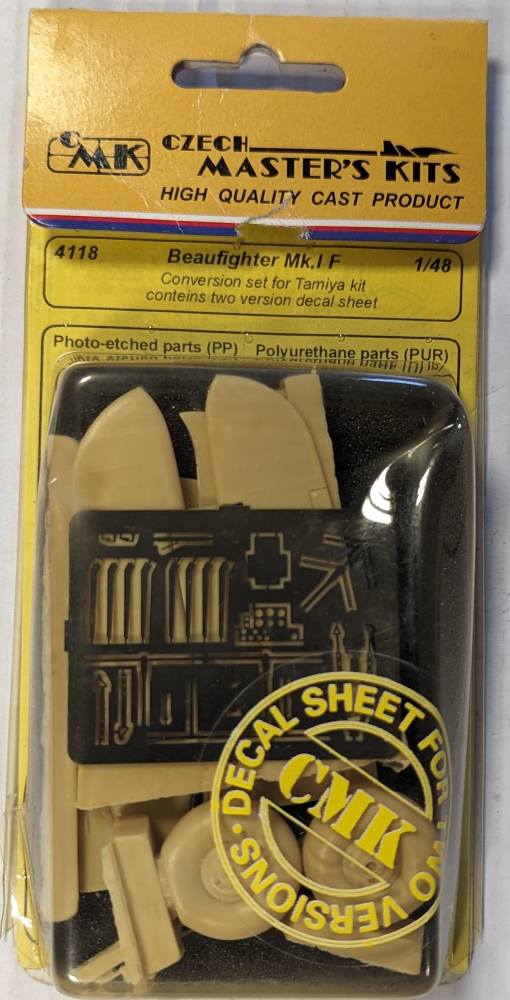 CMK
CZECH
MASTER'S KITS
HIGH QUALITY CAST PRODUCT
4118 Beaufighter Mk.I F 1/48
Conversion set for Tamiya kit
contains two version decal sheet
Photo-etched parts (PP) Polyurethane parts (PUR)
DECAL SHEET FOR TWO VERSIONS •
CMK